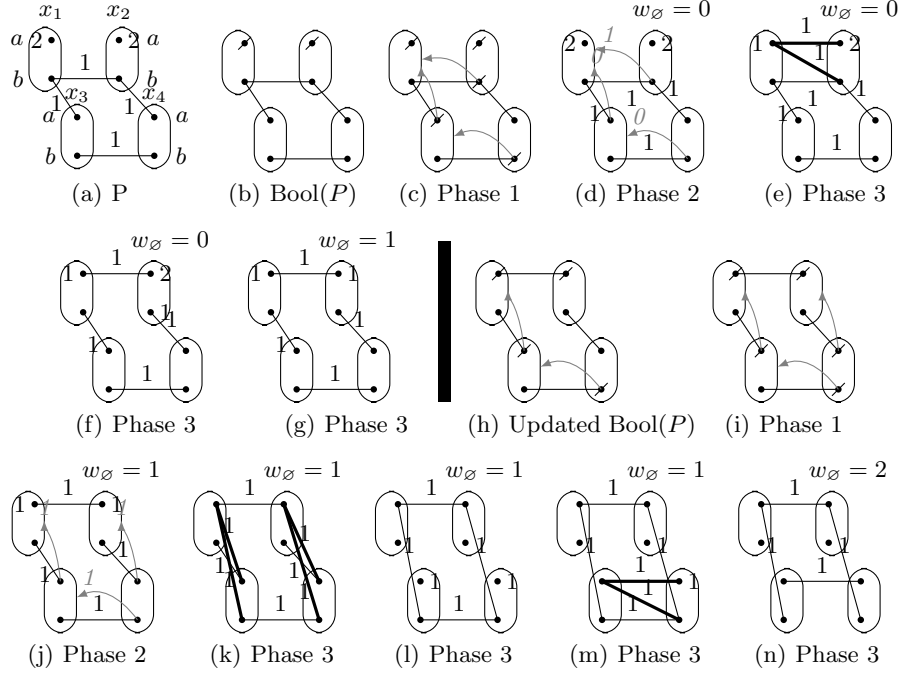 x₁ x₂ w∅ = 0 w∅ = 0
a 2 2 a 1 2 2 1 1 2
1 0 1
b 1 b 1 1
1 x₃ 1 x₄ 1 1 1
a a 0 1
b 1 b 1
(a) P (b) Bool(P) (c) Phase 1 (d) Phase 2 (e) Phase 3
w∅ = 0 w∅ = 1
1 1 2 1 1 1
1 1 1
1 1
1 1
(f) Phase 3 (g) Phase 3 (h) Updated Bool(P) (i) Phase 1
w∅ = 1 w∅ = 1 w∅ = 1 w∅ = 1 w∅ = 2
1 1 1 1 1 1 1 1 1
1 1 1 1 1 1 1 1 1
1 1 1 1 1 1 1 1 1
1 1 1 1 1
(j) Phase 2 (k) Phase 3 (l) Phase 3 (m) Phase 3 (n) Phase 3